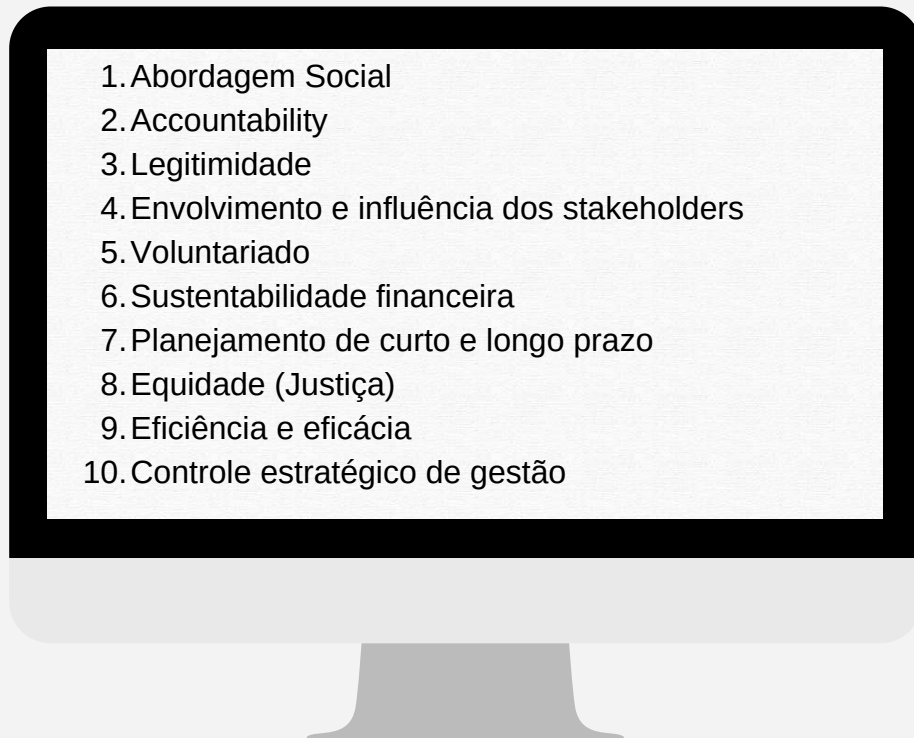 1. Abordagem Social
2. Accountability
3. Legitimidade
4. Envolvimento e influência dos stakeholders
5. Voluntariado
6. Sustentabilidade financeira
7. Planejamento de curto e longo prazo
8. Equidade (Justiça)
9. Eficiência e eficácia
10. Controle estratégico de gestão